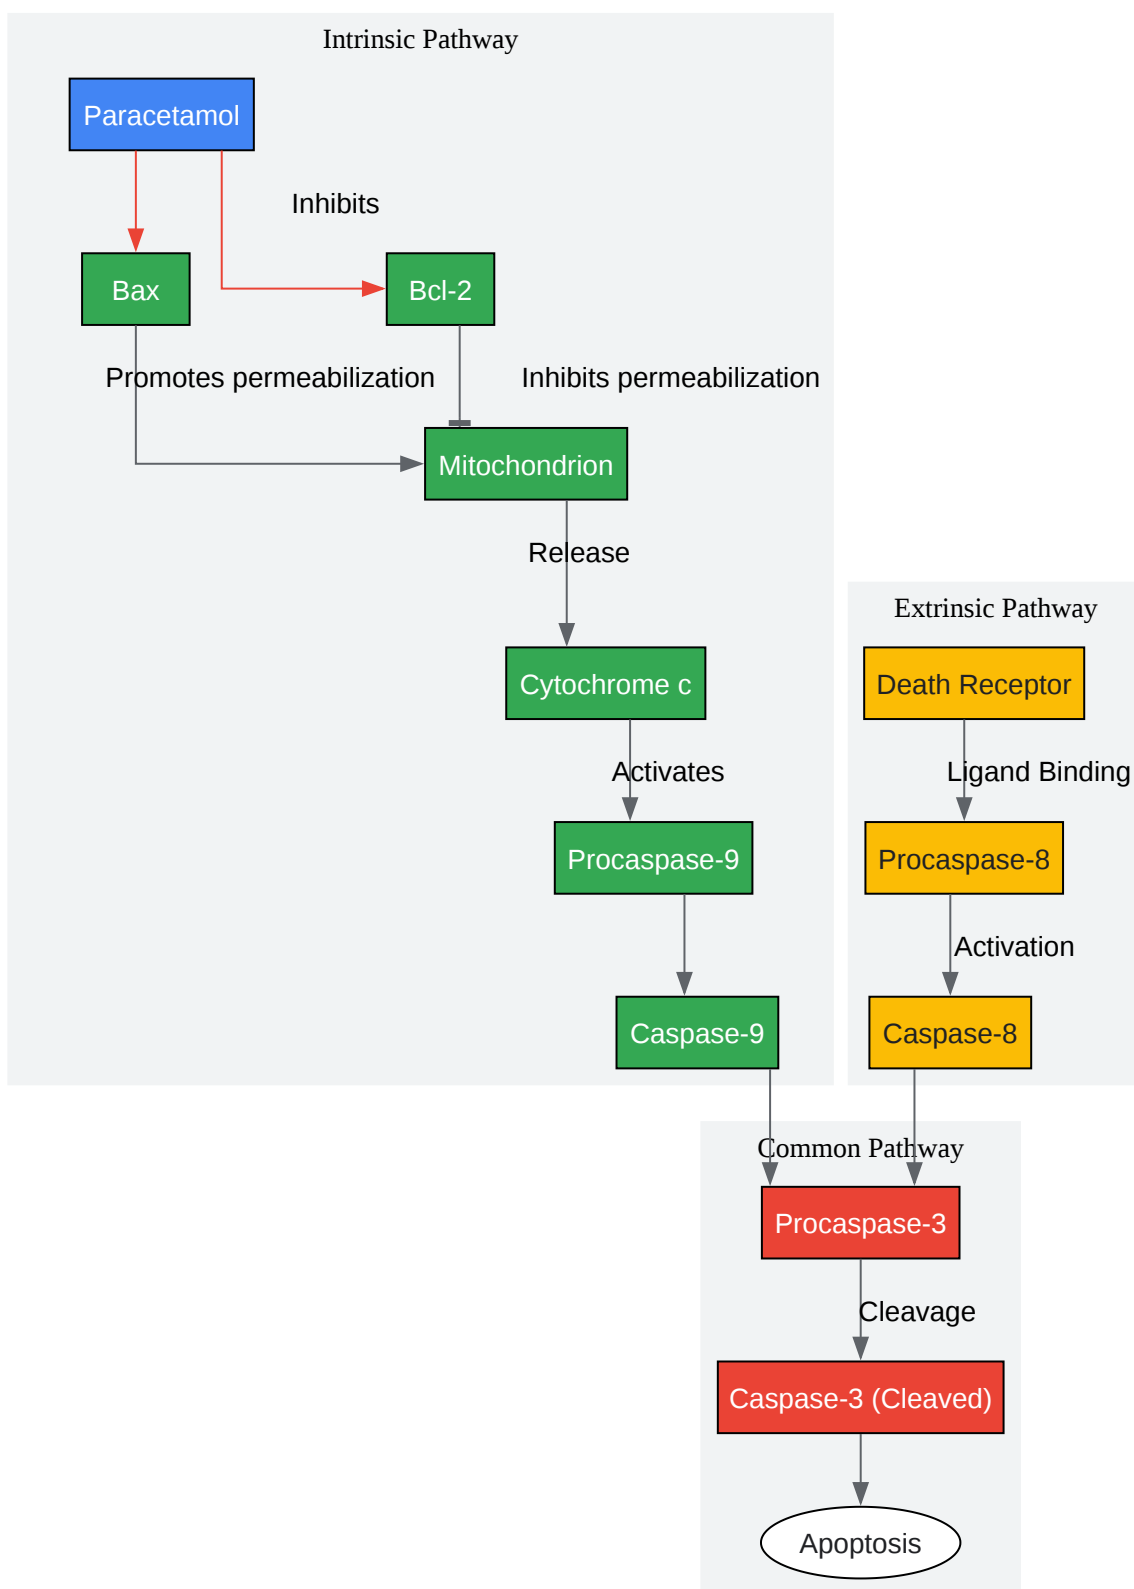 Intrinsic Pathway
Paracetamol
Inhibits
Bax
Bcl-2
Promotes permeabilization
Inhibits permeabilization
Mitochondrion
Release
Cytochrome c
Activates
Procaspase-9
Caspase-9
Extrinsic Pathway
Death Receptor
Ligand Binding
Procaspase-8
Activation
Caspase-8
Common Pathway
Procaspase-3
Cleavage
Caspase-3 (Cleaved)
Apoptosis